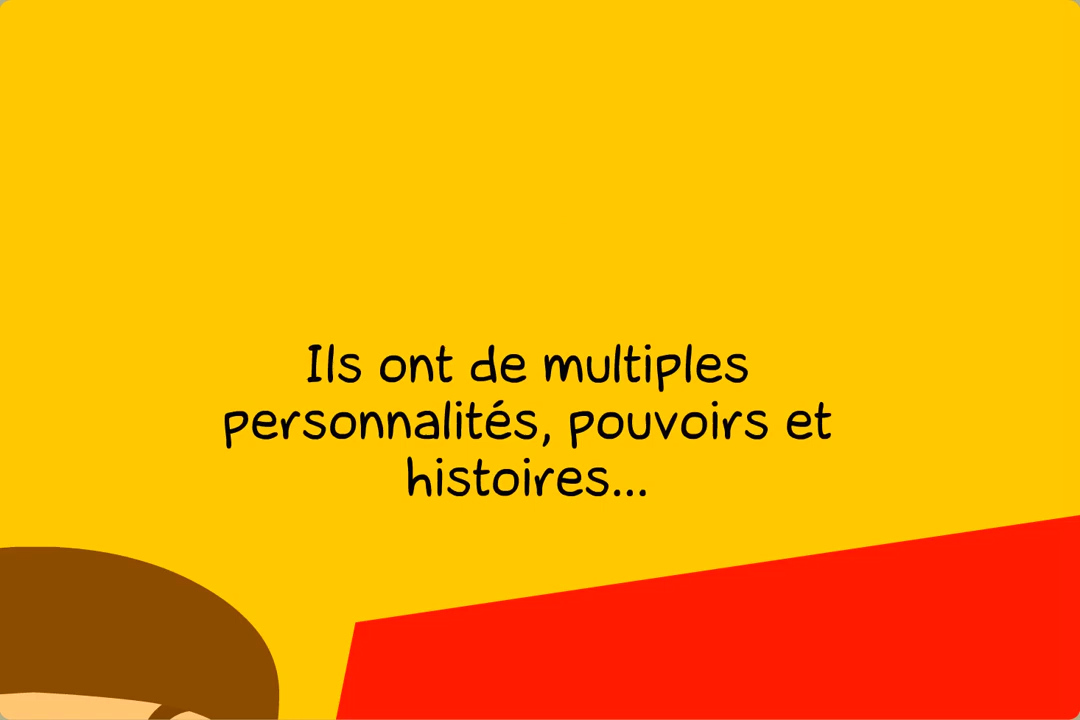 Ils ont de multiples
personnalités, pouvoirs et
histoires...